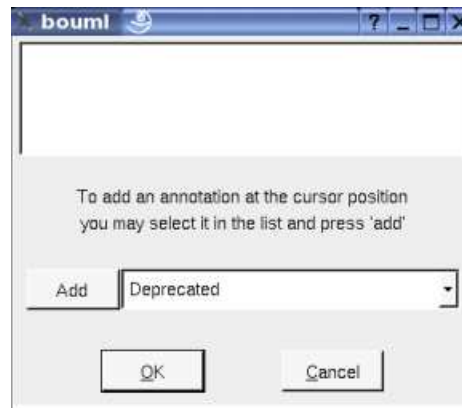 bouml
To add an annotation at the cursor position
you may select it in the list and press 'add'
Add
Deprecated
OK
Cancel